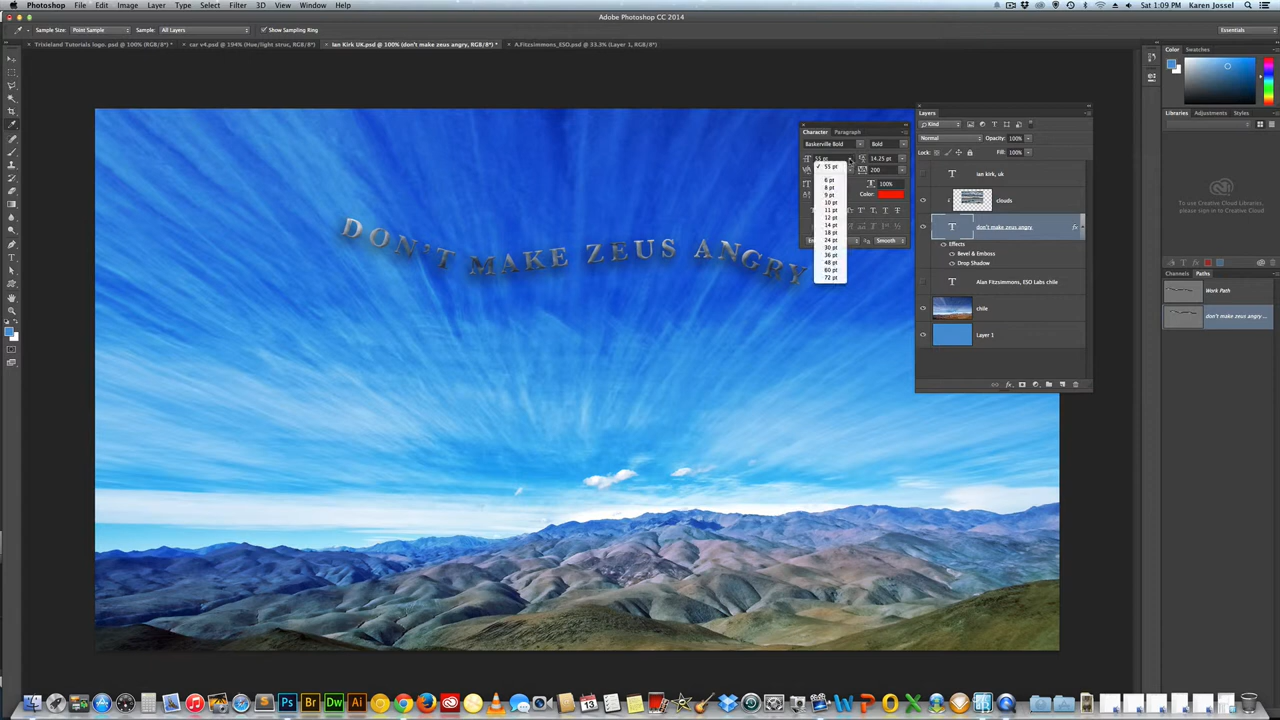 Photoshop File Edit Image Layer Type Select Filter 3D View Window Help
Sat 1:09 PM Karen Jossel
Adobe Photoshop CC 2014
Sample Size: Point Sample Sample: All Layers Show Sampling Ring
Essentials
Trixieland Tutorials logo. psd @ 100% (RGB/8) * car v4.psd @ 194% (Hue/light struc, RGB/8) * Ian Kirk UK.psd @ 100% (don't make zeus angry, RGB/8) * A.Fitzsimmons_ESO.psd @ 33.3% (Layer 1, RGB/8)
Color Swatches
Libraries Adjustments Styles
To use Creative Cloud Libraries,
please sign in to Creative Cloud
Channels Paths
Work Path
don't make zeus angry...
Layers
Kind
Normal Opacity: 100%
Lock: Fill: 100%
ian kirk, uk
clouds
don't make zeus angry
fx
Effects
Bevel & Emboss
Drop Shadow
Alan Fitzsimmons, ESO Labs chile
chile
Layer 1
Character Paragraph
Baskerville Bold Bold
55 pt 14.25 pt
200
100%
Color:
Smooth
✓ 55 pt
6 pt
8 pt
9 pt
10 pt
11 pt
12 pt
14 pt
18 pt
24 pt
30 pt
36 pt
48 pt
60 pt
72 pt
DON'T MAKE ZEUS ANGRY
Ps Br Dw Ai